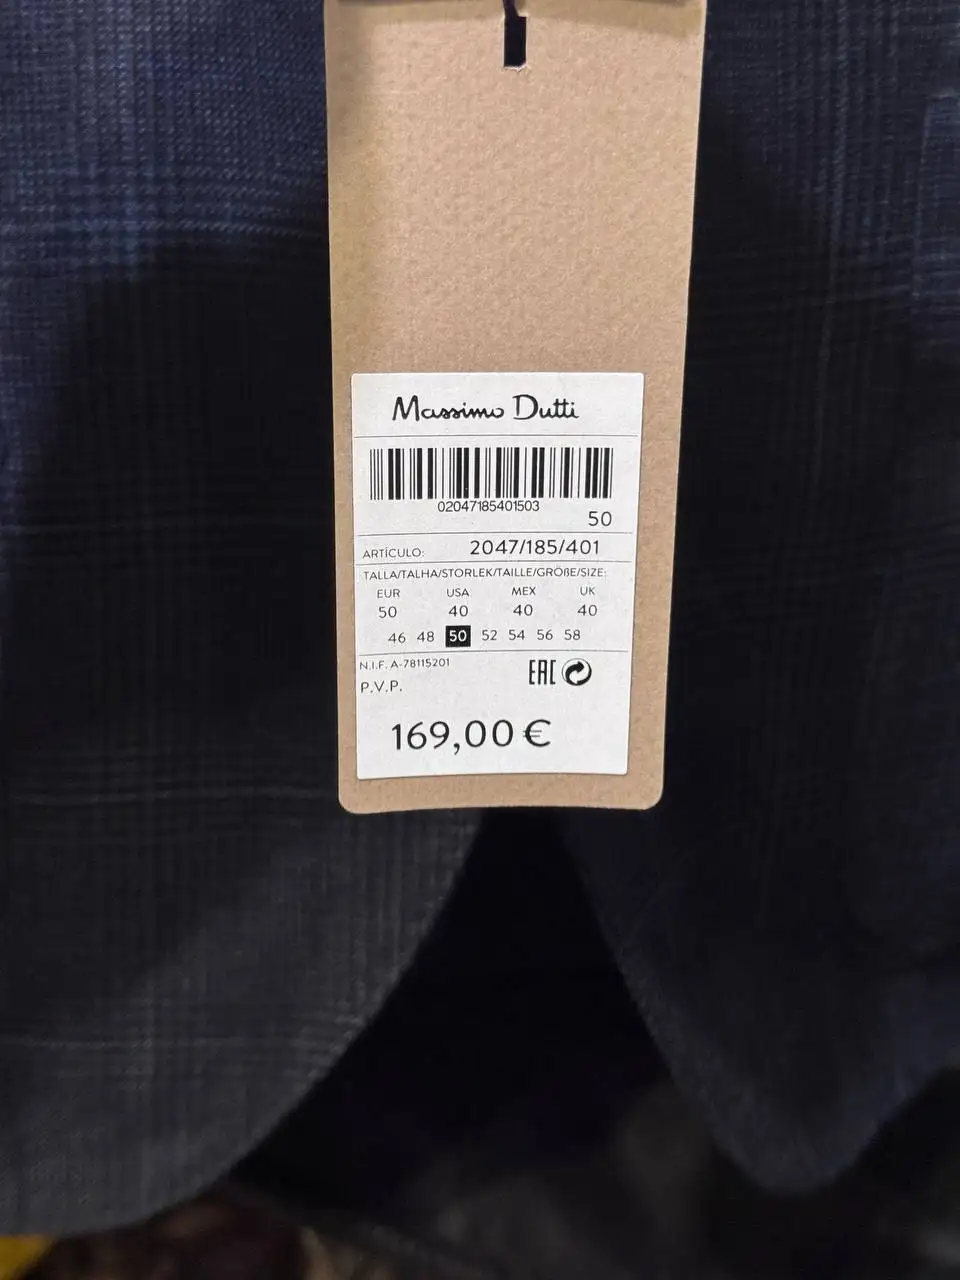 Massimo Dutti
02047185401503
50
ARTÍCULO: 2047/185/401
TALLA/TALHA/STORLEK/TAILLE/GRÖßE/SIZE:
EUR USA MEX UK
50 40 40 40
46 48 50 52 54 56 58
N.I.F. A-78115201
EAC
P.V.P.
169,00 €